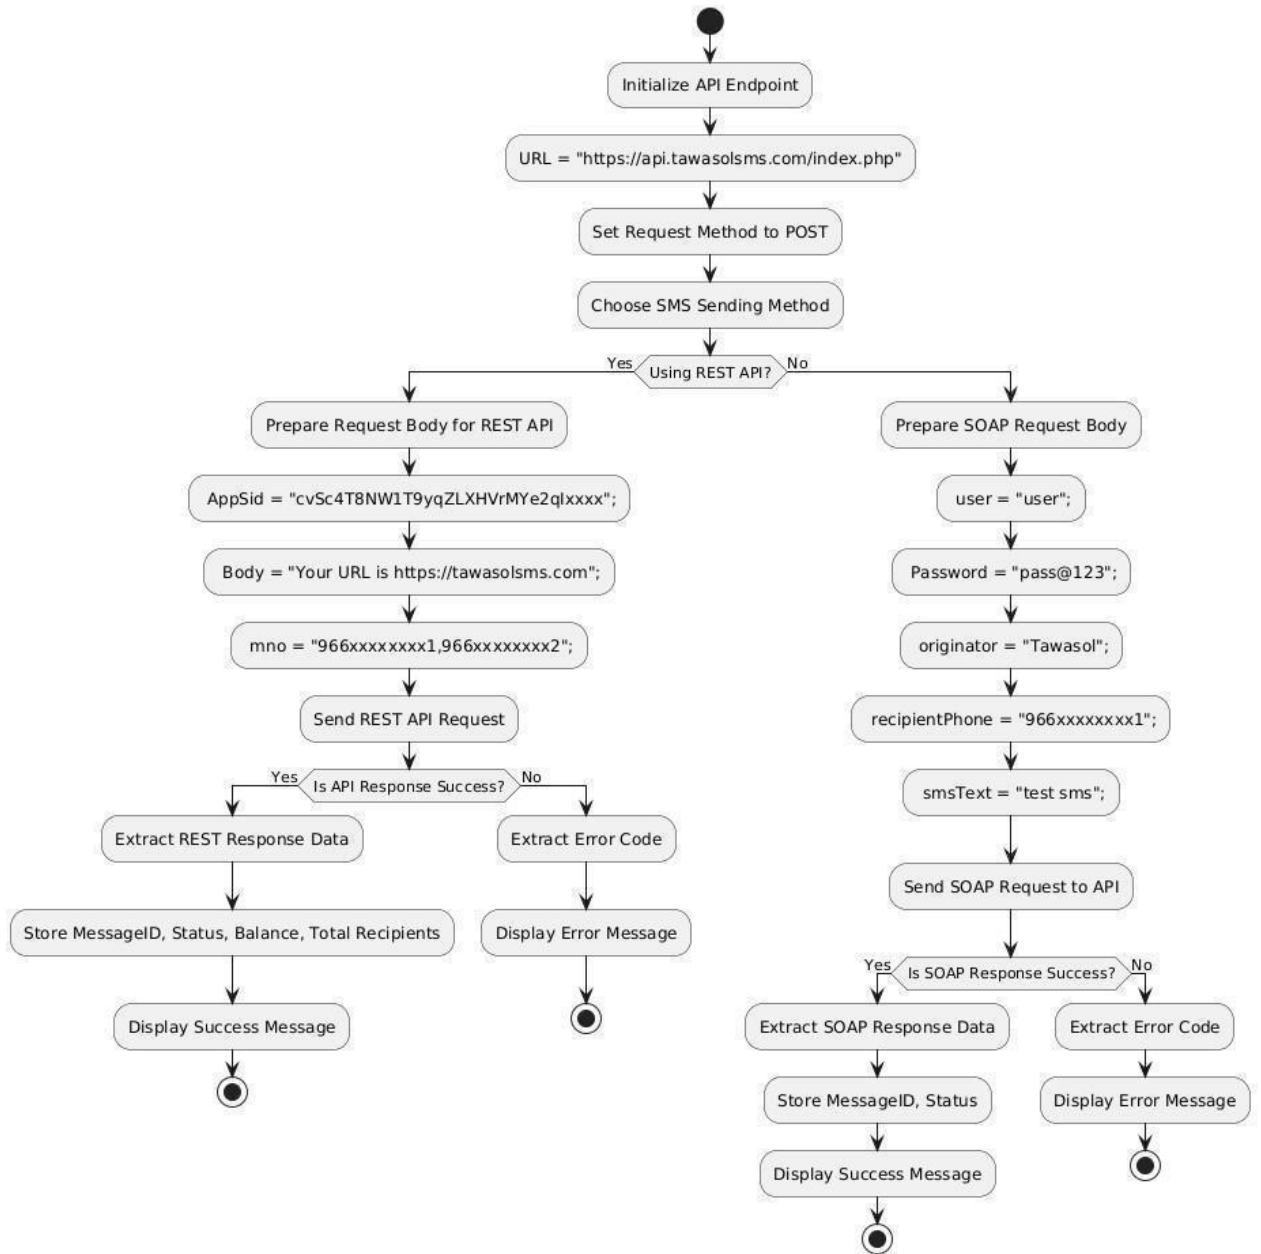 Initialize API Endpoint
URL = "https://api.tawasolsms.com/index.php"
Set Request Method to POST
Choose SMS Sending Method
Yes
Using REST API?
No
Prepare Request Body for REST API
AppSid = "cvSc4T8NW1T9yqZLXHVrMYe2qIxxxx";
Body = "Your URL is https://tawasolsms.com";
mno = "966xxxxxxxx1,966xxxxxxxx2";
Send REST API Request
Yes
Is API Response Success?
No
Extract REST Response Data
Store MessageID, Status, Balance, Total Recipients
Display Success Message
Extract Error Code
Display Error Message
Prepare SOAP Request Body
user = "user";
Password = "pass@123";
originator = "Tawasol";
recipientPhone = "966xxxxxxxx1";
smsText = "test sms";
Send SOAP Request to API
Yes
Is SOAP Response Success?
No
Extract SOAP Response Data
Store MessageID, Status
Display Success Message
Extract Error Code
Display Error Message